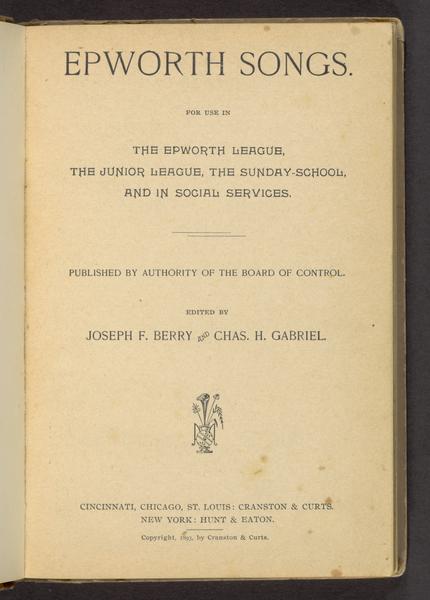 EPWORTH SONGS.
FOR USE IN
THE EPWORTH LEAGUE,
THE JUNIOR LEAGUE, THE SUNDAY-SCHOOL,
AND IN SOCIAL SERVICES.
PUBLISHED BY AUTHORITY OF THE BOARD OF CONTROL.
EDITED BY
JOSEPH F. BERRY AND CHAS. H. GABRIEL.
CINCINNATI, CHICAGO, ST. LOUIS: CRANSTON & CURTS.
NEW YORK: HUNT & EATON.
Copyright, 1893, by Cranston & Curts.